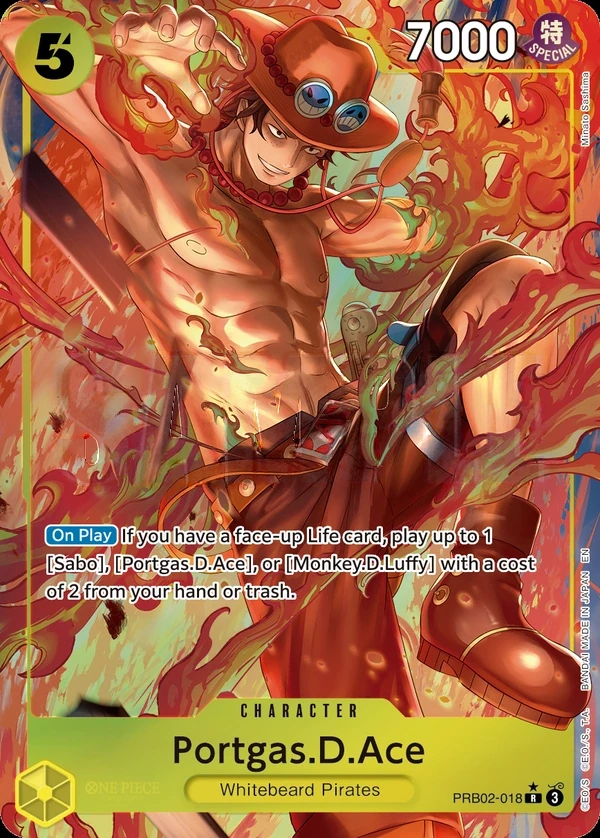 5
7000
特
SPECIAL
Minato Sashima
On Play If you have a face-up Life card, play up to 1
[Sabo], [Portgas.D.Ace], or [Monkey.D.Luffy] with a cost
of 2 from your hand or trash.
CHARACTER
Portgas.D.Ace
Whitebeard Pirates
ONE PIECE
PRB02-018 R 3
©E.O/S ©E.O./S., T.A. BANDAI MADE IN JAPAN EN